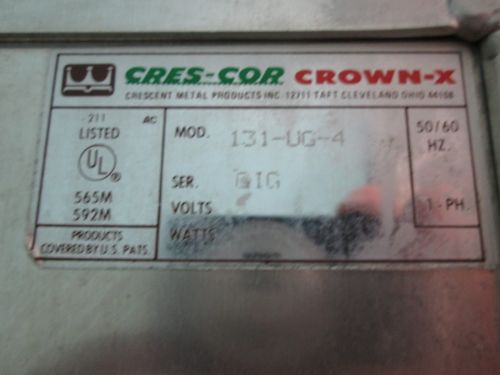 CRES-COR CROWN-X
CRESCENT METAL PRODUCTS INC. 12711 TAFT CLEVELAND OHIO 44108
211 AC
LISTED
UL ®
565M
592M
PRODUCTS
COVERED BY U.S. PATS.
MOD. 131-UG-4
SER. GIG
VOLTS
WATTS
50/60
HZ.
1-PH.